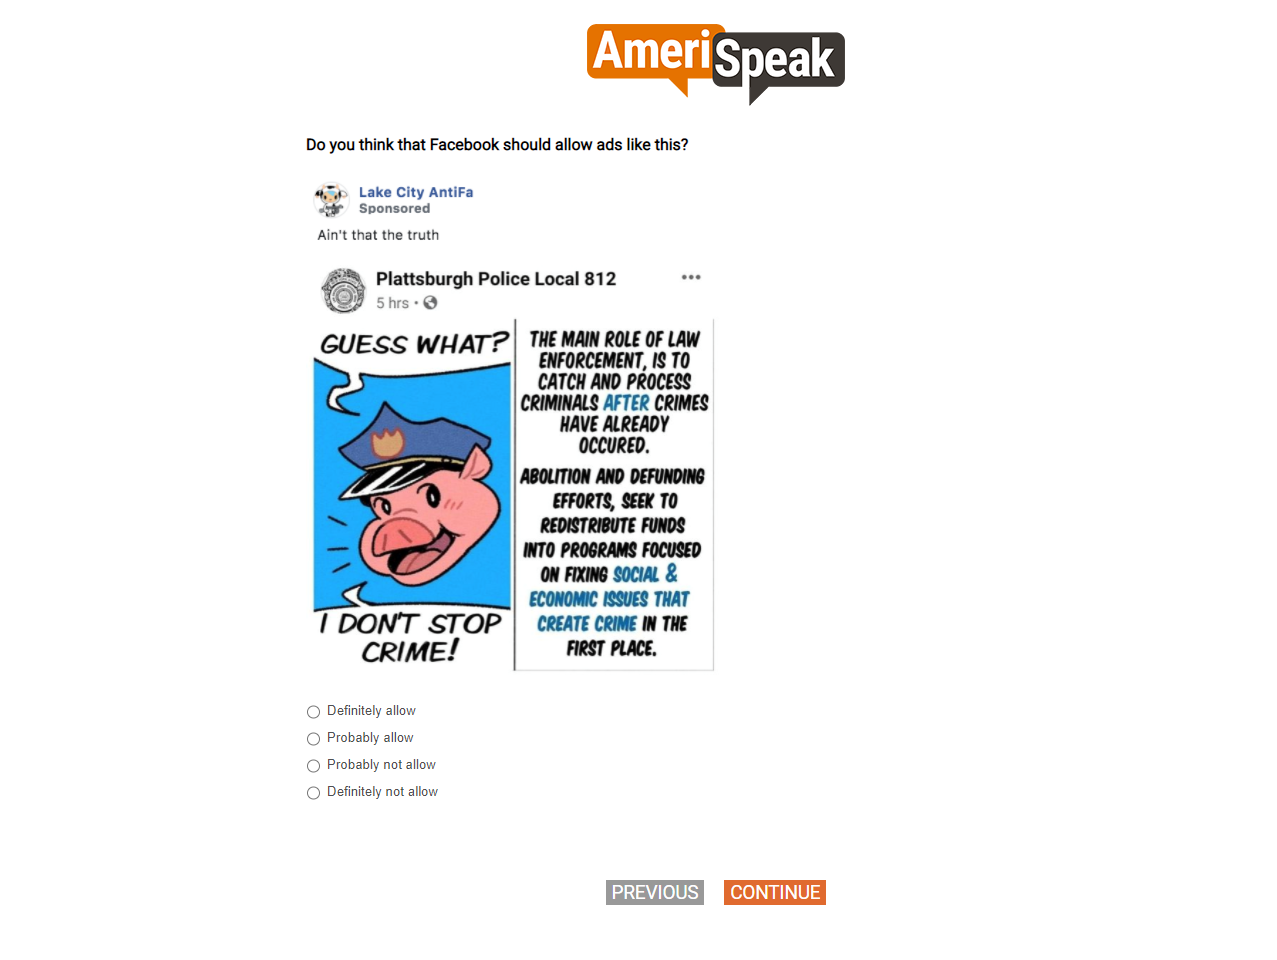 AmeriSpeak
Do you think that Facebook should allow ads like this?
Lake City AntiFa
Sponsored
Ain't that the truth
Plattsburgh Police Local 812
5 hrs •
GUESS WHAT?
I DON'T STOP
CRIME!
THE MAIN ROLE OF LAW
ENFORCEMENT, IS TO
CATCH AND PROCESS
CRIMINALS AFTER CRIMES
HAVE ALREADY
OCCURED.
ABOLITION AND DEFUNDING
EFFORTS, SEEK TO
REDISTRIBUTE FUNDS
INTO PROGRAMS FOCUSED
ON FIXING SOCIAL &
ECONOMIC ISSUES THAT
CREATE CRIME IN THE
FIRST PLACE.
Definitely allow
Probably allow
Probably not allow
Definitely not allow
PREVIOUS CONTINUE